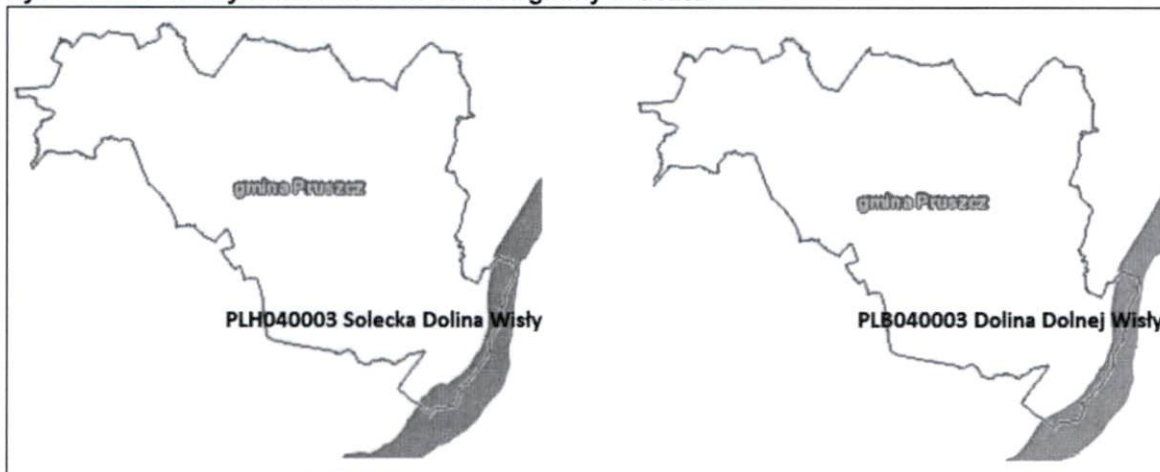 gmina Pruszcz
gmina Pruszcz
PLH040003 Solecka Dolina Wisły
PLB040003 Dolina Dolnej Wisły